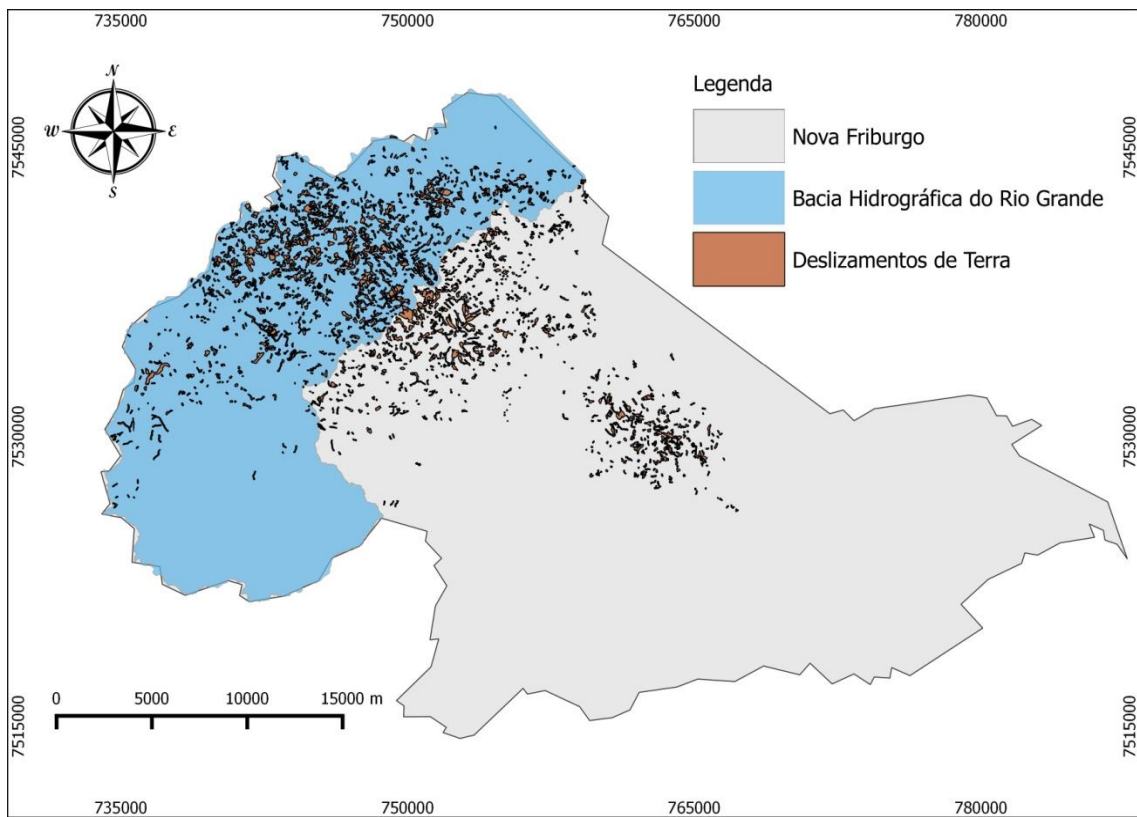 735000 750000 765000 780000
N
W E
S
Legenda
Nova Friburgo
Bacia Hidrográfica do Rio Grande
Deslizamentos de Terra
7545000 7545000
7530000 7530000
0 5000 10000 15000 m
7515000 7515000
735000 750000 765000 780000